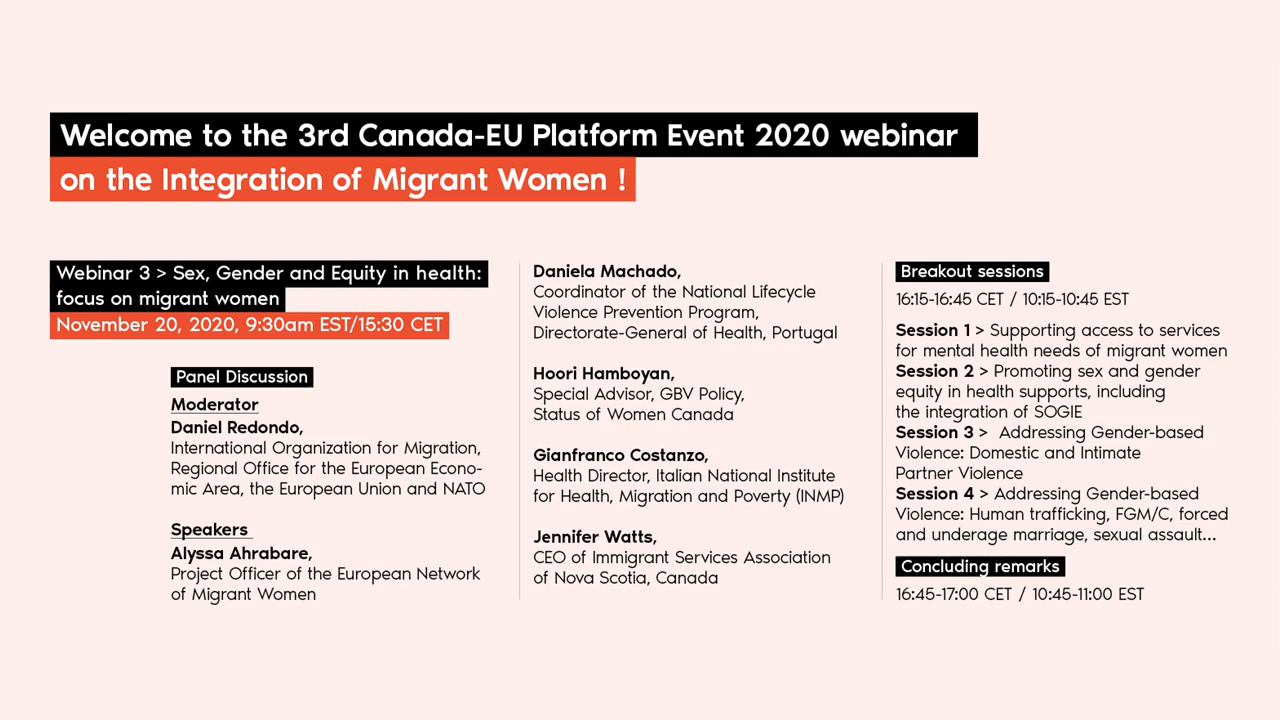 Welcome to the 3rd Canada-EU Platform Event 2020 webinar
on the Integration of Migrant Women !
Webinar 3 > Sex, Gender and Equity in health:
focus on migrant women
November 20, 2020, 9:30am EST/15:30 CET
Panel Discussion
Moderator
Daniel Redondo,
International Organization for Migration,
Regional Office for the European Econo-
mic Area, the European Union and NATO
Speakers
Alyssa Ahrabare,
Project Officer of the European Network
of Migrant Women
Daniela Machado,
Coordinator of the National Lifecycle
Violence Prevention Program,
Directorate-General of Health, Portugal
Hoori Hamboyan,
Special Advisor, GBV Policy,
Status of Women Canada
Gianfranco Costanzo,
Health Director, Italian National Institute
for Health, Migration and Poverty (INMP)
Jennifer Watts,
CEO of Immigrant Services Association
of Nova Scotia, Canada
Breakout sessions
16:15-16:45 CET / 10:15-10:45 EST
Session 1 > Supporting access to services
for mental health needs of migrant women
Session 2 > Promoting sex and gender
equity in health supports, including
the integration of SOGIE
Session 3 > Addressing Gender-based
Violence: Domestic and Intimate
Partner Violence
Session 4 > Addressing Gender-based
Violence: Human trafficking, FGM/C, forced
and underage marriage, sexual assault...
Concluding remarks
16:45-17:00 CET / 10:45-11:00 EST